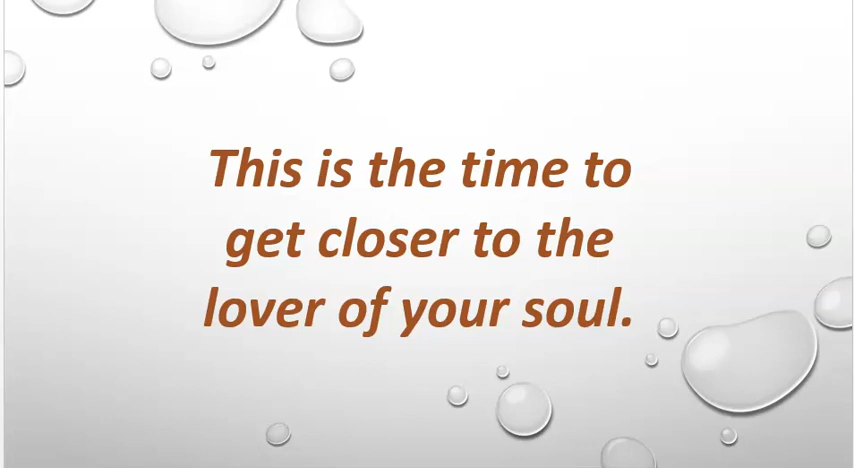 This is the time to
get closer to the
lover of your soul.